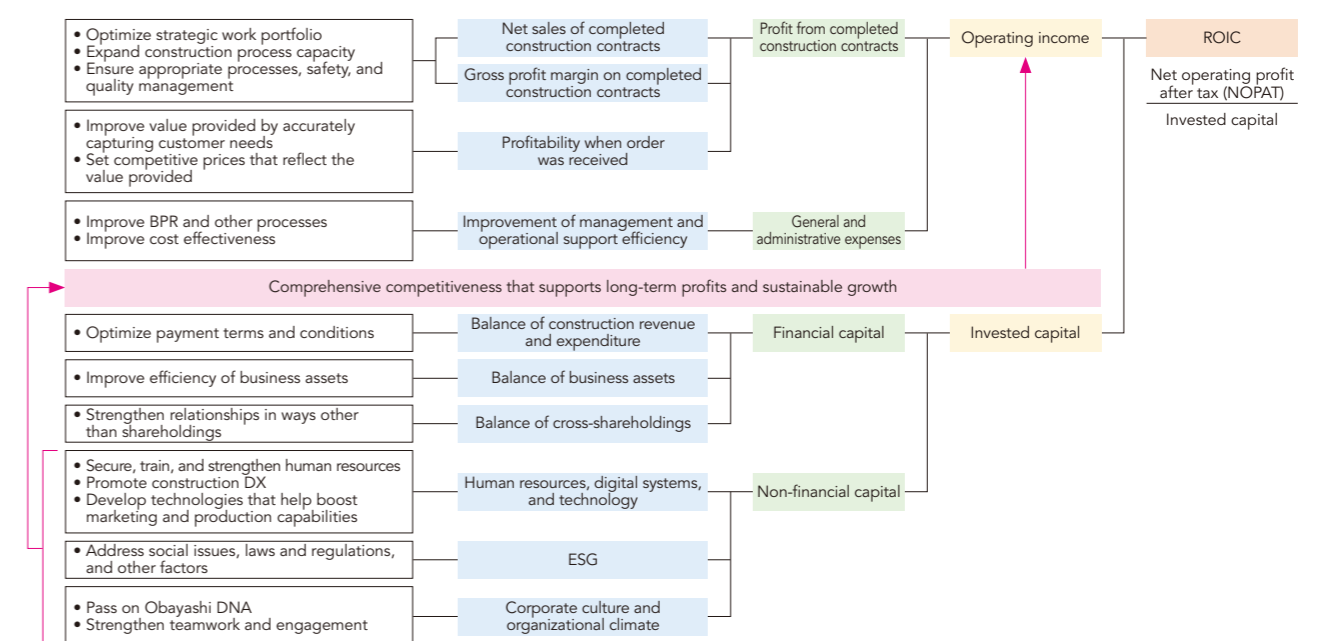 • Optimize strategic work portfolio
• Expand construction process capacity
• Ensure appropriate processes, safety, and
quality management
Net sales of completed
construction contracts
Gross profit margin on completed
construction contracts
Profit from completed
construction contracts
Operating income
ROIC
Net operating profit
after tax (NOPAT)
Invested capital
• Improve value provided by accurately
capturing customer needs
• Set competitive prices that reflect the
value provided
Profitability when order
was received
• Improve BPR and other processes
• Improve cost effectiveness
Improvement of management and
operational support efficiency
General and
administrative expenses
Comprehensive competitiveness that supports long-term profits and sustainable growth
• Optimize payment terms and conditions
Balance of construction revenue
and expenditure
Financial capital
Invested capital
• Improve efficiency of business assets
Balance of business assets
• Strengthen relationships in ways other
than shareholdings
Balance of cross-shareholdings
• Secure, train, and strengthen human resources
• Promote construction DX
• Develop technologies that help boost
marketing and production capabilities
Human resources, digital systems,
and technology
Non-financial capital
• Address social issues, laws and regulations,
and other factors
ESG
• Pass on Obayashi DNA
• Strengthen teamwork and engagement
Corporate culture and
organizational climate